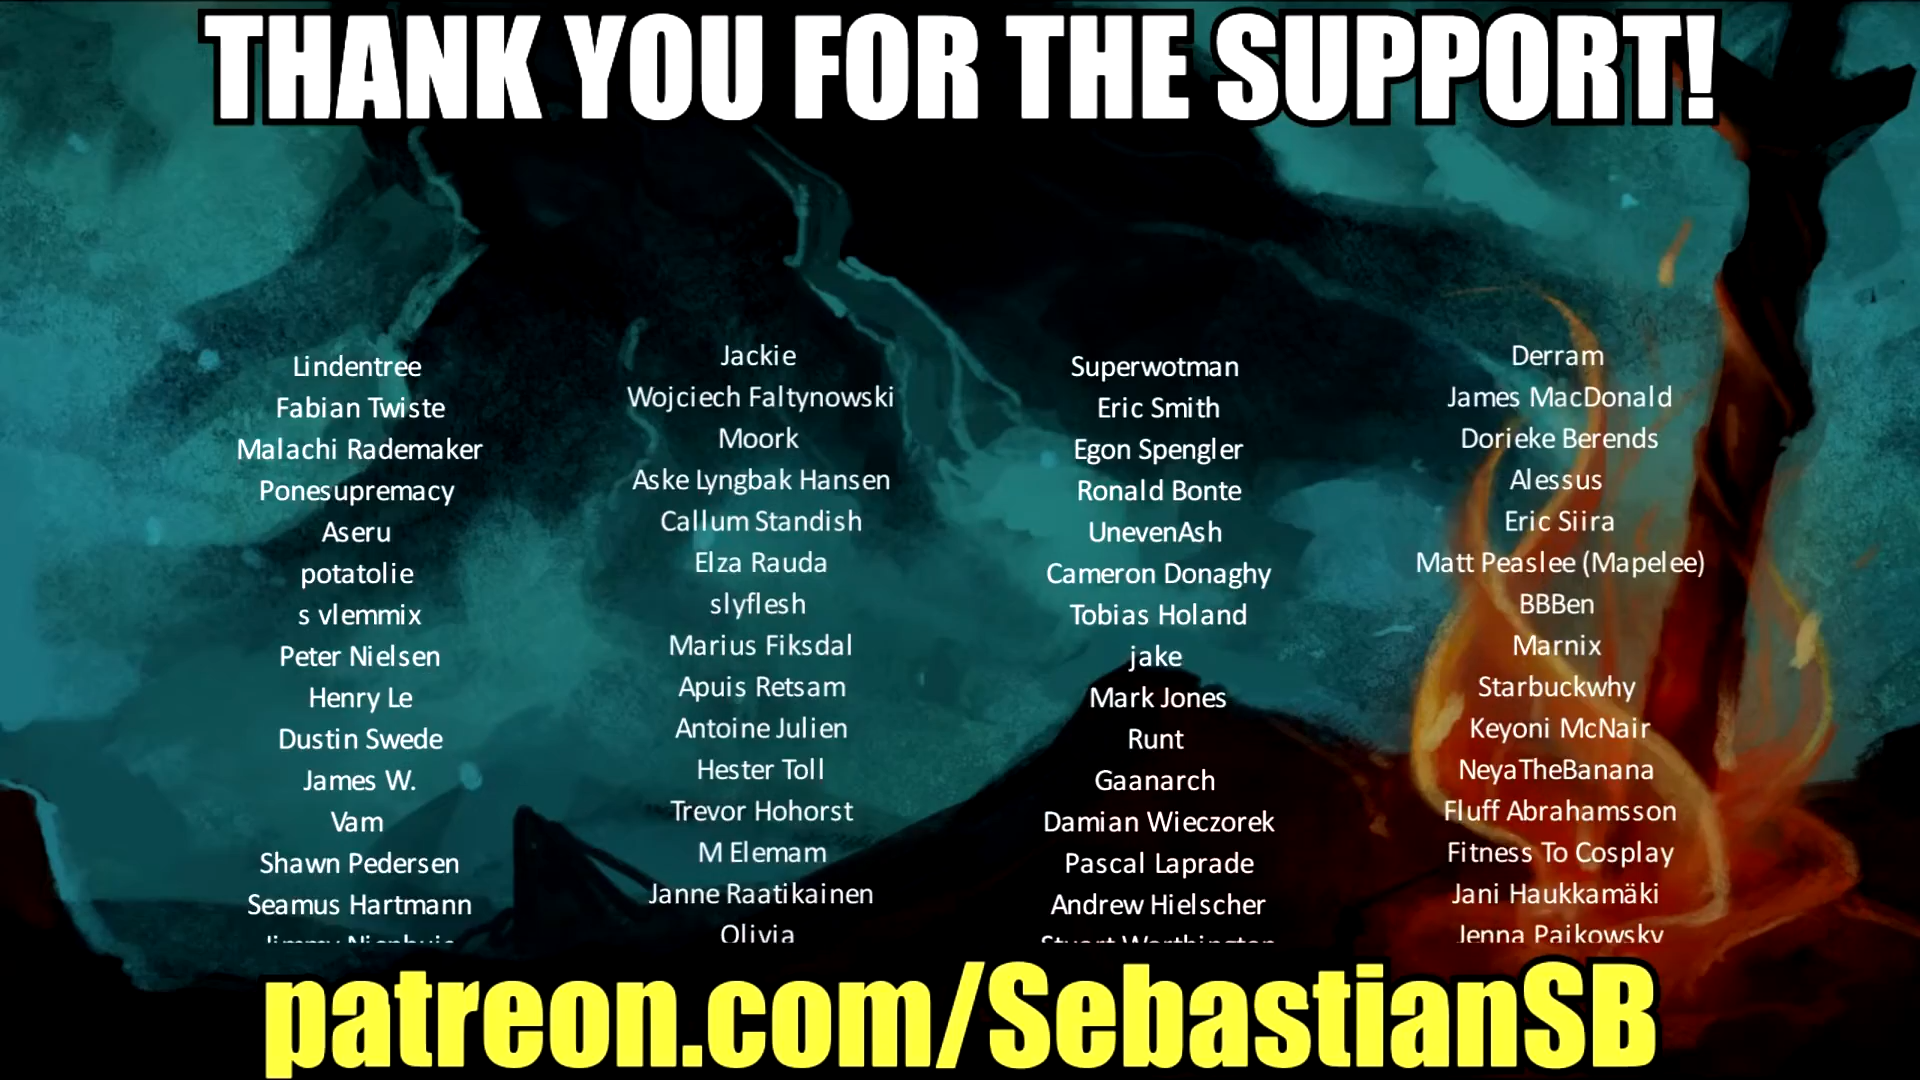 THANK YOU FOR THE SUPPORT!
Lindentree
Fabian Twiste
Malachi Rademaker
Ponesupremacy
Aseru
potatolie
s vlemmix
Peter Nielsen
Henry Le
Dustin Swede
James W.
Vam
Shawn Pedersen
Seamus Hartmann
Jackie
Wojciech Faltynowski
Moork
Aske Lyngbak Hansen
Callum Standish
Elza Rauda
slyflesh
Marius Fiksdal
Apuis Retsam
Antoine Julien
Hester Toll
Trevor Hohorst
M Elemam
Janne Raatikainen
Olivia
Superwotman
Eric Smith
Egon Spengler
Ronald Bonte
UnevenAsh
Cameron Donaghy
Tobias Holand
jake
Mark Jones
Runt
Gaanarch
Damian Wieczorek
Pascal Laprade
Andrew Hielscher
Derram
James MacDonald
Dorieke Berends
Alessus
Eric Siira
Matt Peaslee (Mapelee)
BBBen
Marnix
Starbuckwhy
Keyoni McNair
NeyaTheBanana
Fluff Abrahamsson
Fitness To Cosplay
Jani Haukkamäki
Jenna Paikowsky
patreon.com/SebastianSB